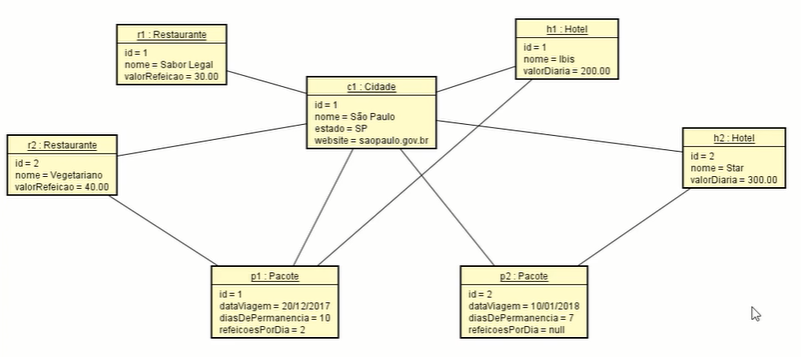 r1 : Restaurante
id = 1
nome = Sabor Legal
valorRefeicao = 30.00
h1 : Hotel
id = 1
nome = Ibis
valorDiaria = 200.00
c1 : Cidade
id = 1
nome = São Paulo
estado = SP
website = saopaulo.gov.br
r2 : Restaurante
id = 2
nome = Vegetariano
valorRefeicao = 40.00
h2 : Hotel
id = 2
nome = Star
valorDiaria = 300.00
p1 : Pacote
id = 1
dataViagem = 20/12/2017
diasDePermanencia = 10
refeicoesPorDia = 2
p2 : Pacote
id = 2
dataViagem = 10/01/2018
diasDePermanencia = 7
refeicoesPorDia = null